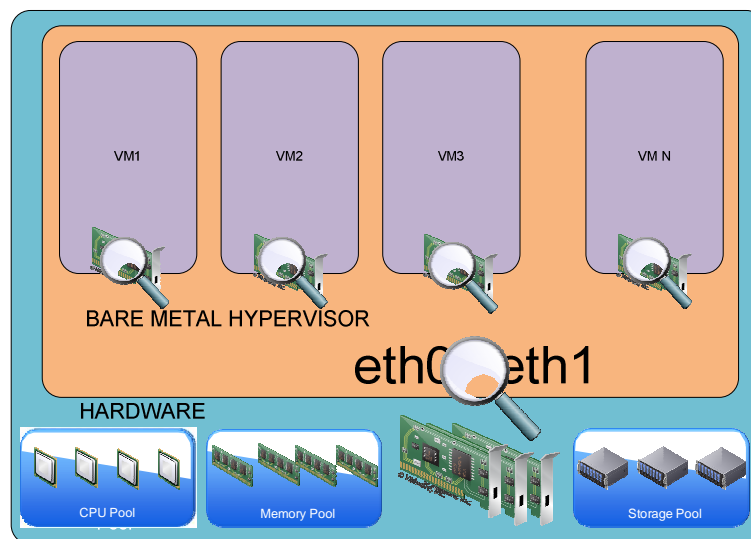 VM1
VM2
VM3
VM N
BARE METAL HYPERVISOR
eth0 eth1
HARDWARE
CPU Pool
Memory Pool
Storage Pool